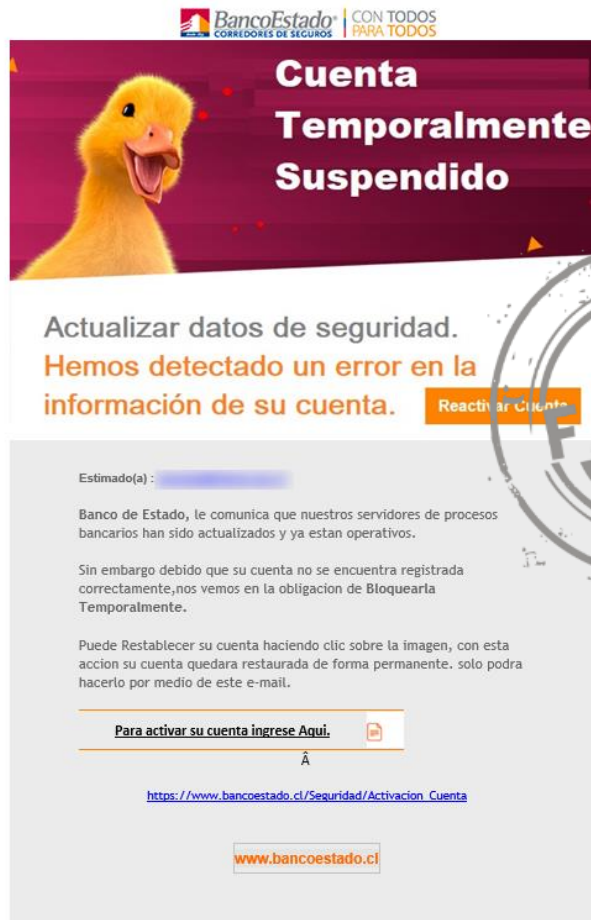 BancoEstado®
CORREDORES DE SEGUROS
CON TODOS
PARA TODOS
Cuenta
Temporalmente
Suspendido
Actualizar datos de seguridad.
Hemos detectado un error en la
información de su cuenta.
Reactivar Cuenta
Estimado(a) :
Banco de Estado, le comunica que nuestros servidores de procesos
bancarios han sido actualizados y ya estan operativos.
Sin embargo debido que su cuenta no se encuentra registrada
correctamente,nos vemos en la obligacion de Bloquearla
Temporalmente.
Puede Restablecer su cuenta haciendo clic sobre la imagen, con esta
accion su cuenta quedara restaurada de forma permanente. solo podra
hacerlo por medio de este e-mail.
Para activar su cuenta ingrese Aqui.
Â
https://www.bancoestado.cl/Seguridad/Activacion_Cuenta
www.bancoestado.cl